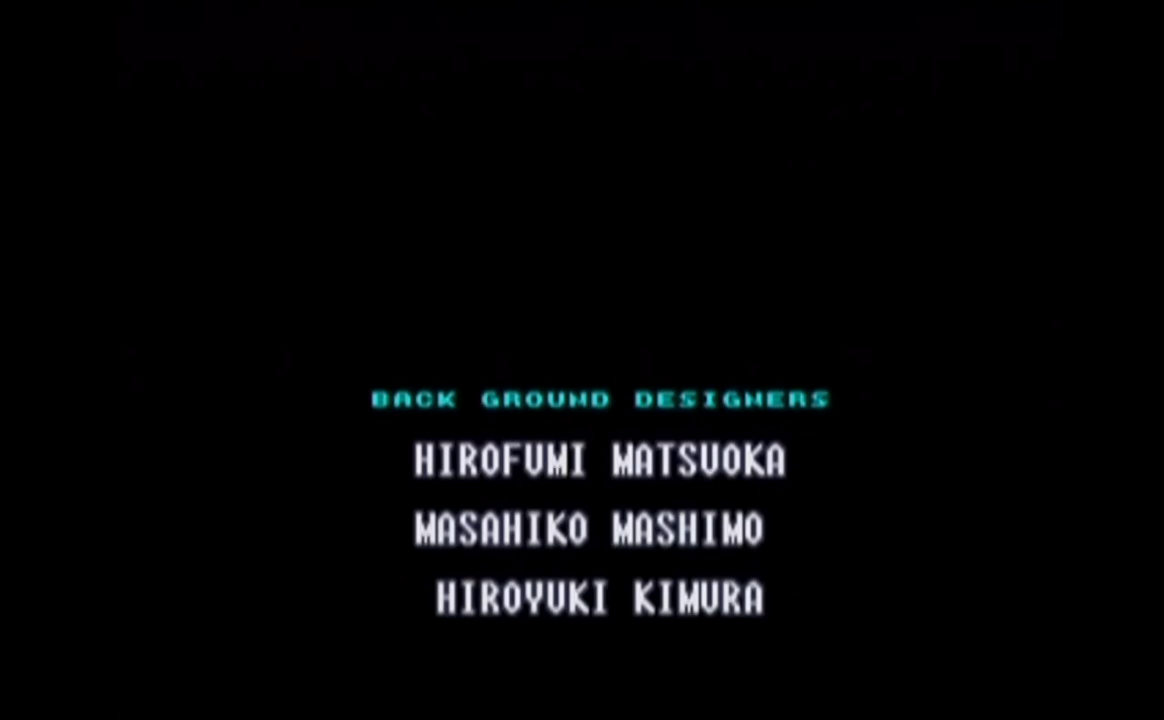 BACK GROUND DESIGNERS
HIROFUMI MATSUOKA
MASAHIKO MASHIMO
HIROYUKI KIMURA